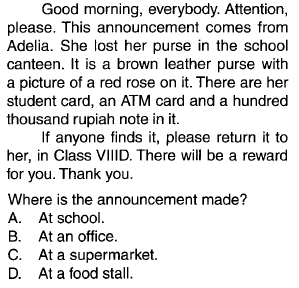 Good morning, everybody. Attention,
please. This announcement comes from
Adelia. She lost her purse in the school
canteen. It is a brown leather purse with
a picture of a red rose on it. There are her
student card, an ATM card and a hundred
thousand rupiah note in it.
If anyone finds it, please return it to
her, in Class VIIID. There will be a reward
for you. Thank you.
Where is the announcement made?
A. At school.
B. At an office.
C. At a supermarket.
D. At a food stall.